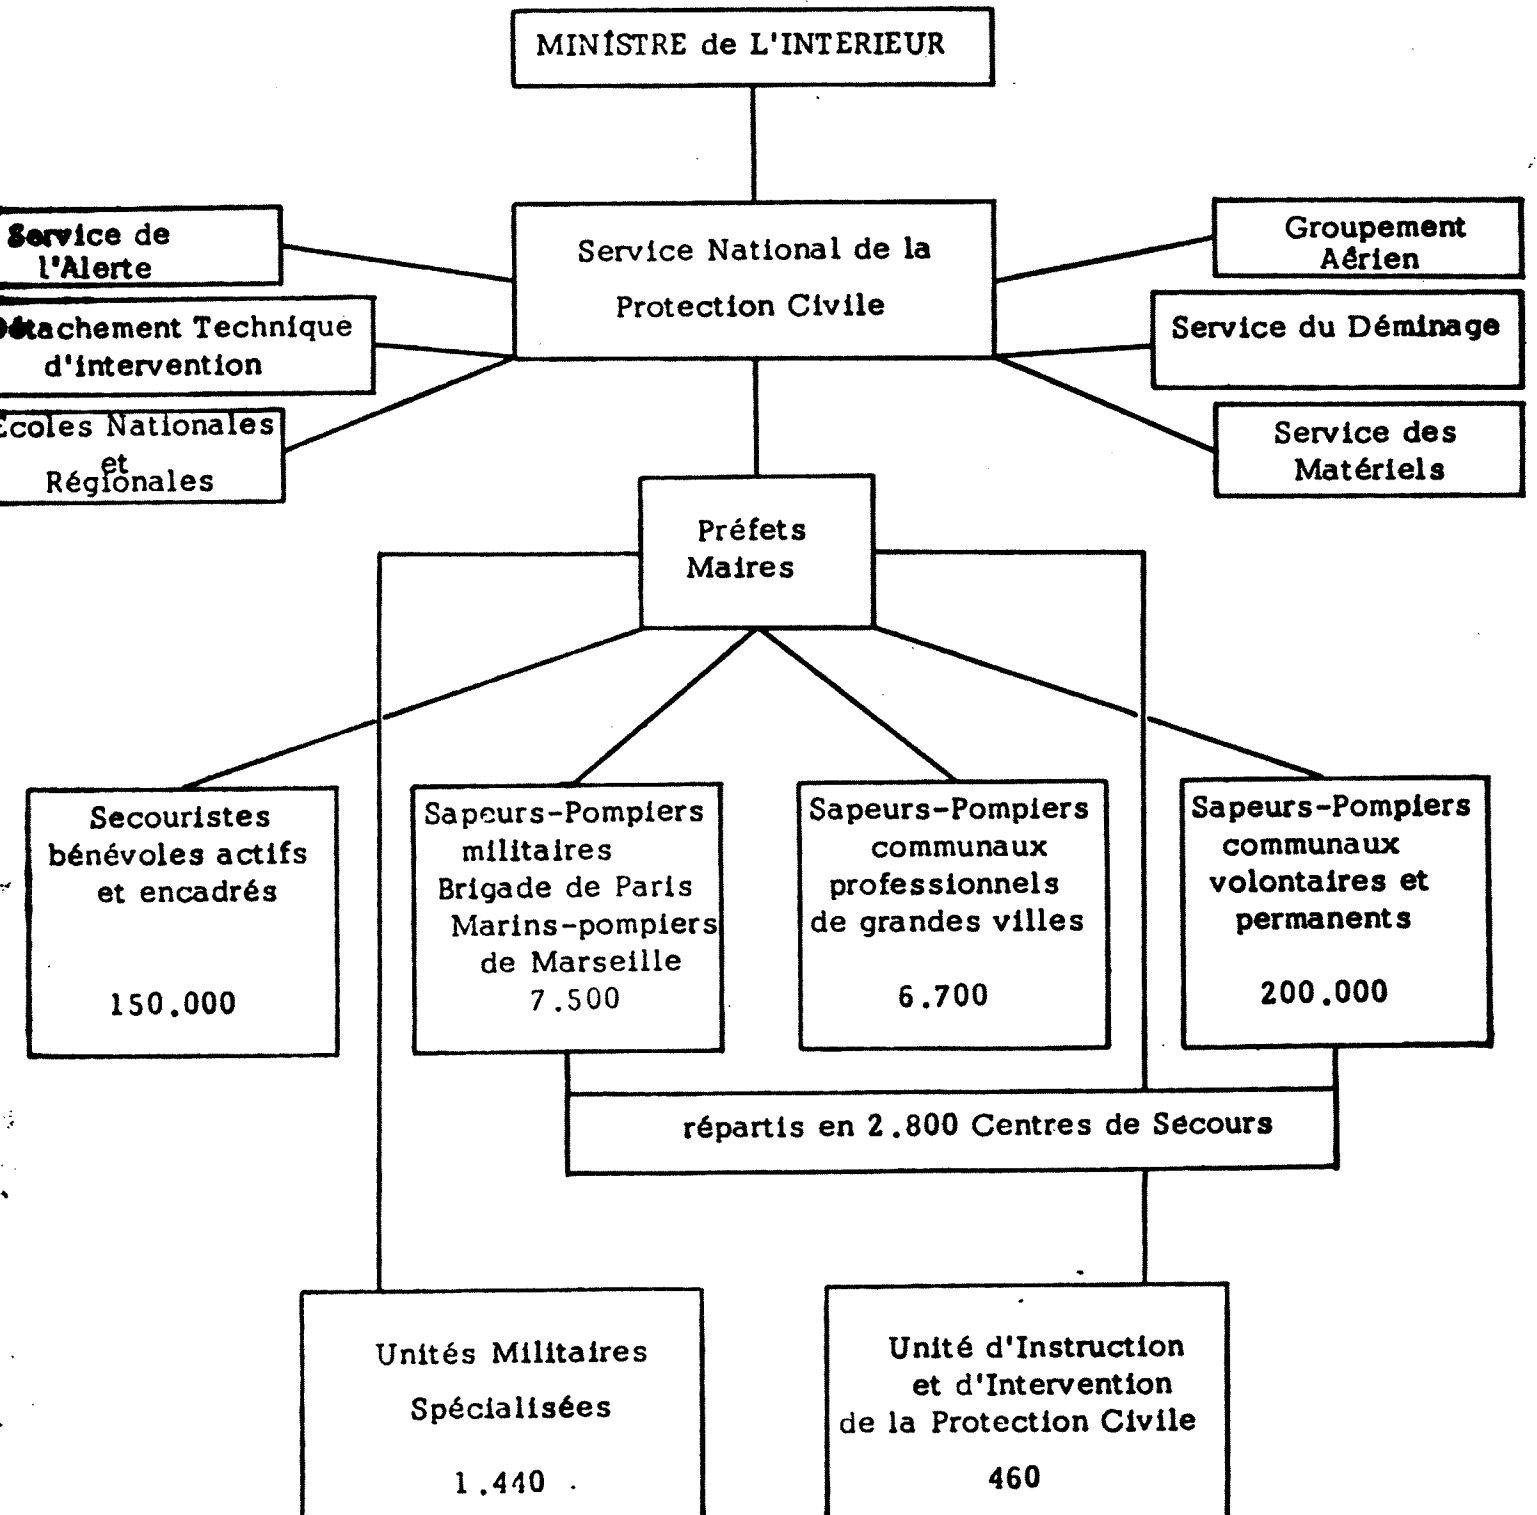 MINISTRE de L'INTERIEUR
Service National de la
Protection Civile
Service de
l'Alerte
Détachement Technique
d'intervention
Ecoles Nationales
et
Régionales
Groupement
Aérien
Service du Déminage
Service des
Matériels
Préfets
Maires
Secouristes
bénévoles actifs
et encadrés
150.000
Sapeurs-Pompiers
militaires
Brigade de Paris
Marins-pompiers
de Marseille
7.500
Sapeurs-Pompiers
communaux
professionnels
de grandes villes
6.700
Sapeurs-Pompiers
communaux
volontaires et
permanents
200.000
répartis en 2.800 Centres de Secours
Unités Militaires
Spécialisées
1.440
Unité d'Instruction
et d'Intervention
de la Protection Civile
460